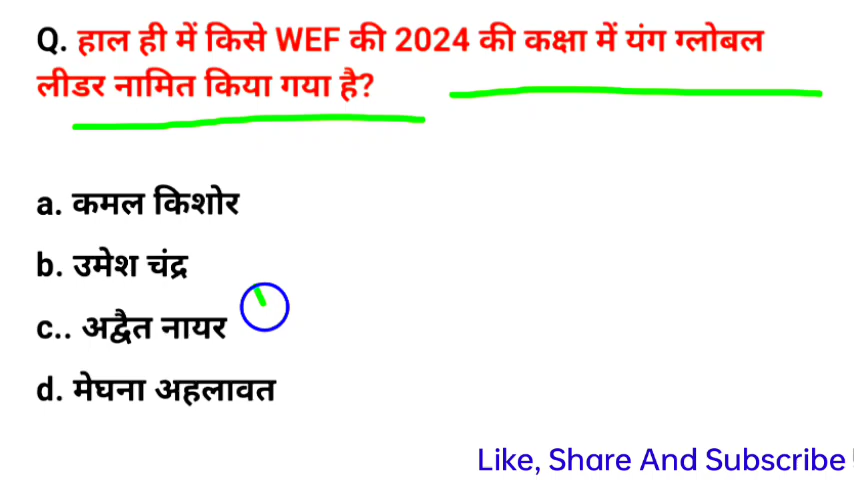 Q. हाल ही में किसे WEF की 2024 की कक्षा में यंग ग्लोबल
लीडर नामित किया गया है?
a. कमल किशोर
b. उमेश चंद्र
c.. अद्वैत नायर
d. मेघना अहलावत
Like, Share And Subscribe